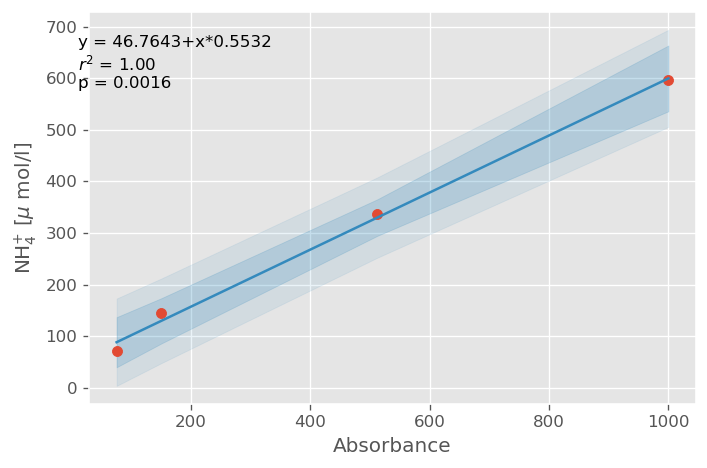 700
y = 46.7643+x*0.5532
r² = 1.00
600
p = 0.0016
500
400
300
200
100
0
NH₄⁺ [μ mol/l]
200 400 600 800 1000
Absorbance